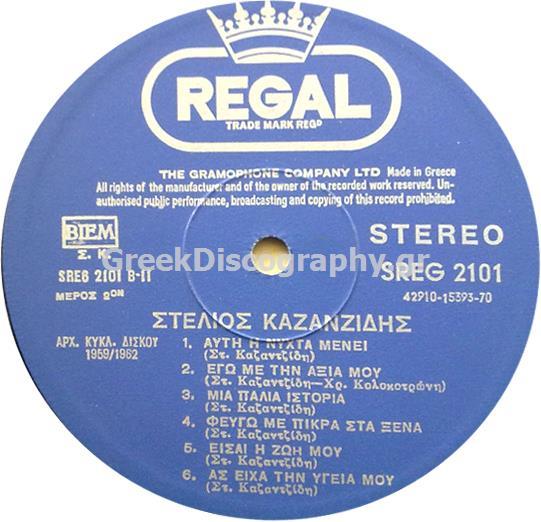 REGAL
TRADE MARK REGD
THE GRAMOPHONE COMPANY LTD Made in Greece
All rights of the manufacturer and of the owner of the recorded work reserved. Un-
authorised public performance, broadcasting and copying of this record prohibited.
BIEM
Σ. Κ.
SREG 2101 B-II
ΜΕΡΟΣ 2ΟΝ
GreekDiscography.gr
STEREO
SREG 2101
42910-15393-70
ΣΤΕΛΙΟΣ ΚΑΖΑΝΖΙΔΗΣ
ΑΡΧ. ΚΥΚΛ. ΔΙΣΚΟΥ
1959/1962
1. ΑΥΤΗ Η ΝΥΧΤΑ ΜΕΝΕΙ
(Στ. Καζαντζίδη)
2. ΕΓΩ ΜΕ ΤΗΝ ΑΞΙΑ ΜΟΥ
(Στ. Καζαντζίδη—Χρ. Κολοκοτρώνη)
3. ΜΙΑ ΠΑΛΙΑ ΙΣΤΟΡΙΑ
(Στ. Καζαντζίδη)
4. ΦΕΥΓΩ ΜΕ ΠΙΚΡΑ ΣΤΑ ΞΕΝΑ
(Στ. Καζαντζίδη)
5. ΕΙΣΑΙ Η ΖΩΗ ΜΟΥ
(Στ. Καζαντζίδη)
6. ΑΣ ΕΙΧΑ ΤΗΝ ΥΓΕΙΑ ΜΟΥ
(Στ. Καζαντζίδη)